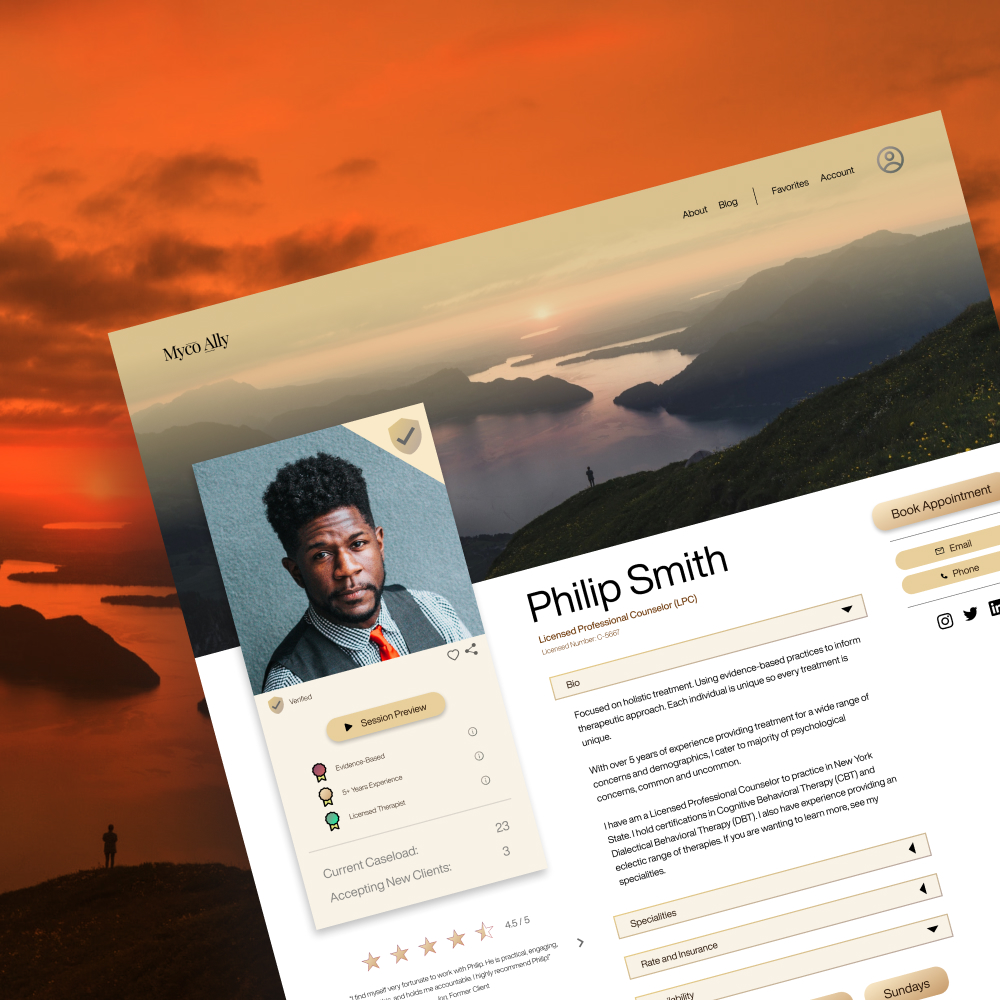 Myco Ally
About Blog Favorites Account
Book Appointment
Email
Phone
Philip Smith
Licensed Professional Counselor (LPC)
Licensed Number: C-5667
Bio
Focused on holistic treatment. Using evidence-based practices to inform
therapeutic approach. Each individual is unique so every treatment is
unique.
With over 5 years of experience providing treatment for a wide range of
concerns and demographics, I cater to majority of psychological
concerns, common and uncommon.
I have am a Licensed Professional Counselor to practice in New York
State. I hold certifications in Cognitive Behavioral Therapy (CBT) and
Dialectical Behavioral Therapy (DBT). I also have experience providing an
eclectic range of therapies. If you are wanting to learn more, see my
specialities.
Specialities
Rate and Insurance
Sundays
Verified
Session Preview
Evidence-Based
5+ Years Experience
Licensed Therapist
Current Caseload: 23
Accepting New Clients: 3
4.5 / 5
"I find myself very fortunate to work with Philip. He is practical, engaging,
and holds me accountable. I highly recommend Philip!"
Former Client